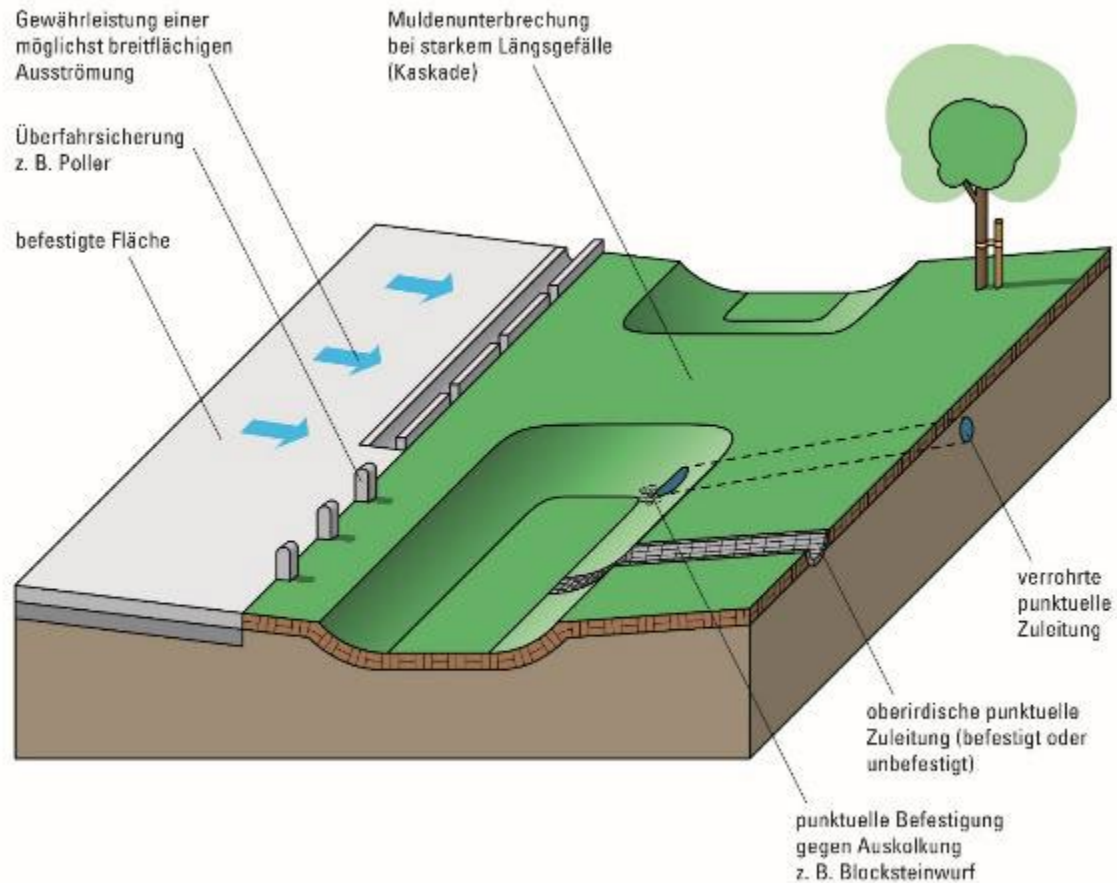 Gewährleistung einer
möglichst breitflächigen
Ausströmung
Muldenunterbrechung
bei starkem Längsgefälle
(Kaskade)
Überfahrsicherung
z. B. Poller
befestigte Fläche
verrohrte
punktuelle
Zuleitung
oberirdische punktuelle
Zuleitung (befestigt oder
unbefestigt)
punktuelle Befestigung
gegen Auskolkung
z. B. Blocksteinwurf